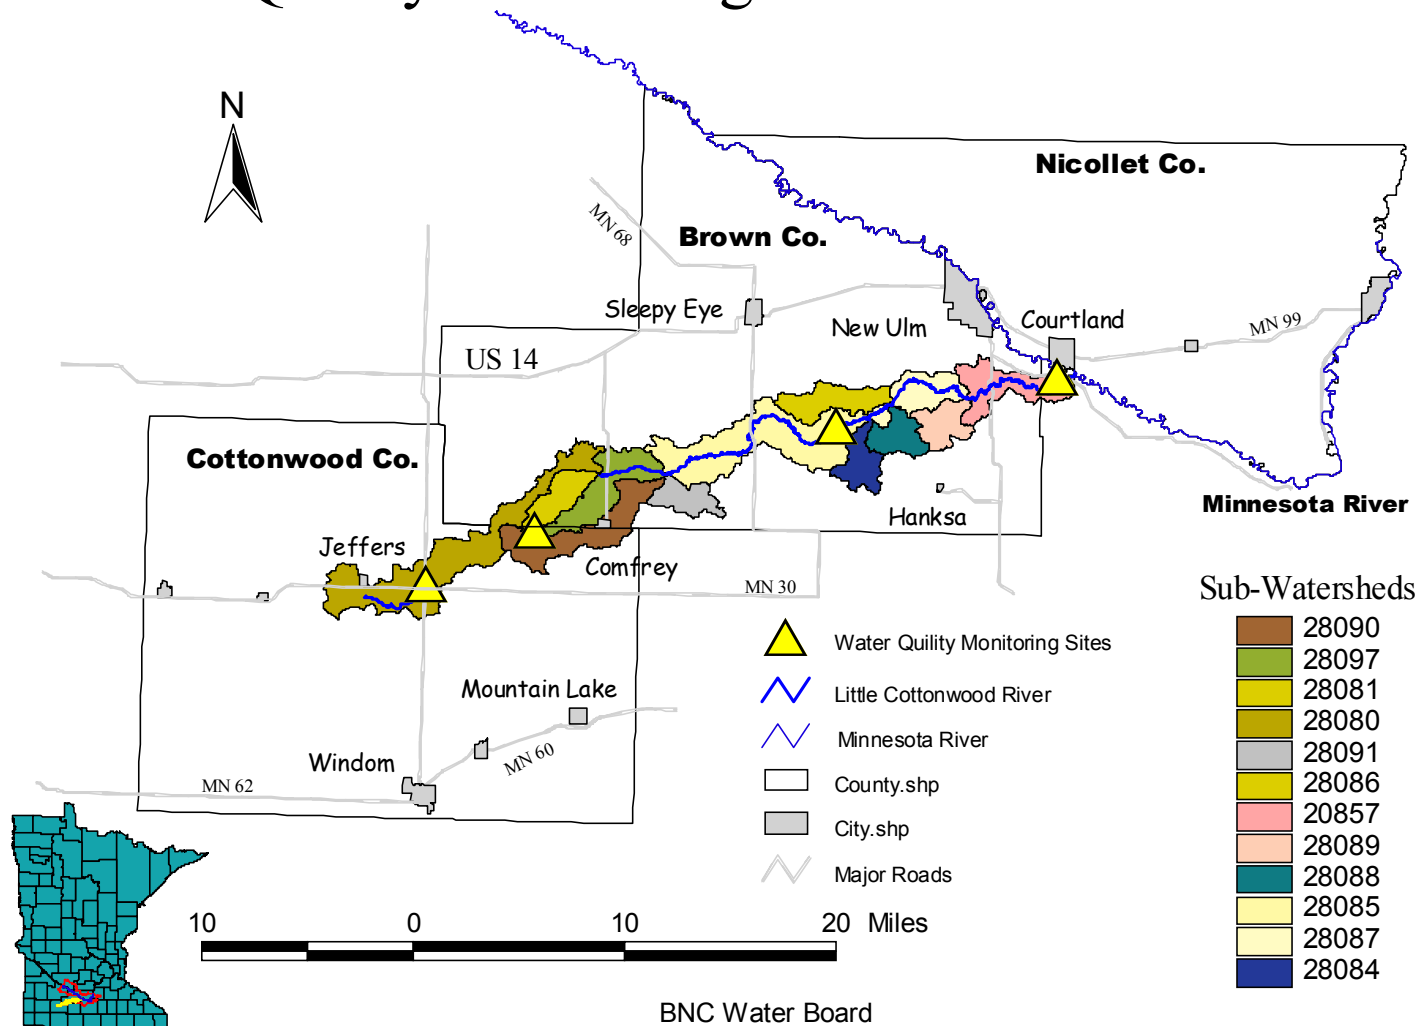 N
Nicollet Co.
MN 68
Brown Co.
Sleepy Eye
New Ulm
Courtland
MN 99
US 14
Cottonwood Co.
Minnesota River
Hanksa
Jeffers
Comfrey
MN 30
Sub-Watersheds
28090
28097
28081
28080
28091
28086
20857
28089
28088
28085
28087
28084
Water Quility Monitoring Sites
Little Cottonwood River
Minnesota River
County.shp
City.shp
Major Roads
Mountain Lake
Windom
MN 60
MN 62
10 0 10 20 Miles
BNC Water Board